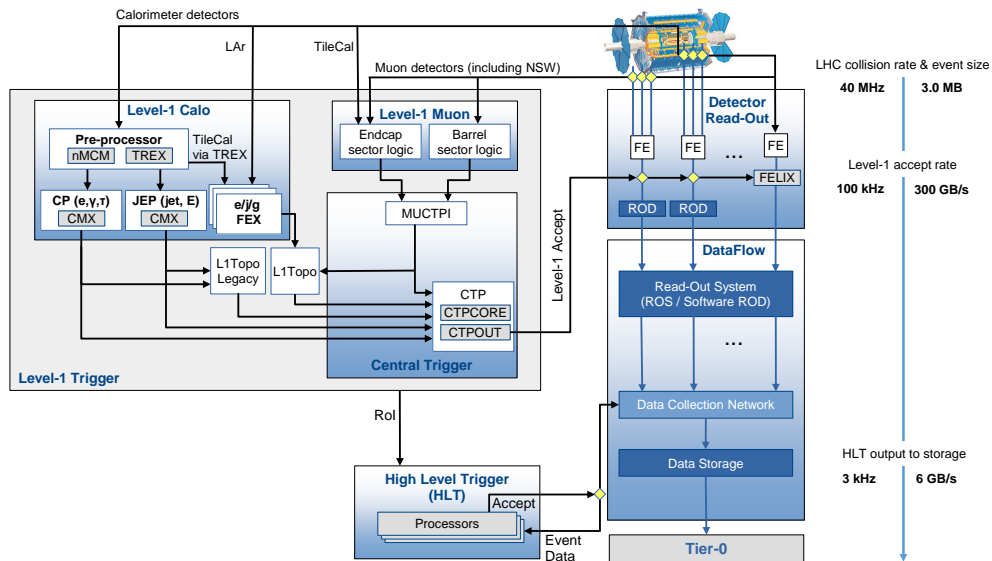 Calorimeter detectors
LAr
TileCal
Muon detectors (including NSW)
Level-1 Calo
Pre-processor
nMCM
TREX
TileCal
via TREX
CP (e,γ,τ)
CMX
JEP (jet, E)
CMX
e/j/g
FEX
Level-1 Muon
Endcap
sector logic
Barrel
sector logic
MUCTPI
L1Topo
Legacy
L1Topo
CTP
CTPCORE
CTPOUT
Central Trigger
Level-1 Trigger
Level-1 Accept
RoI
High Level Trigger
(HLT)
Accept
Processors
Event
Data
Detector
Read-Out
FE
FE
...
FE
FELIX
ROD
ROD
DataFlow
Read-Out System
(ROS / Software ROD)
...
Data Collection Network
Data Storage
Tier-0
LHC collision rate & event size
40 MHz 3.0 MB
Level-1 accept rate
100 kHz 300 GB/s
HLT output to storage
3 kHz 6 GB/s